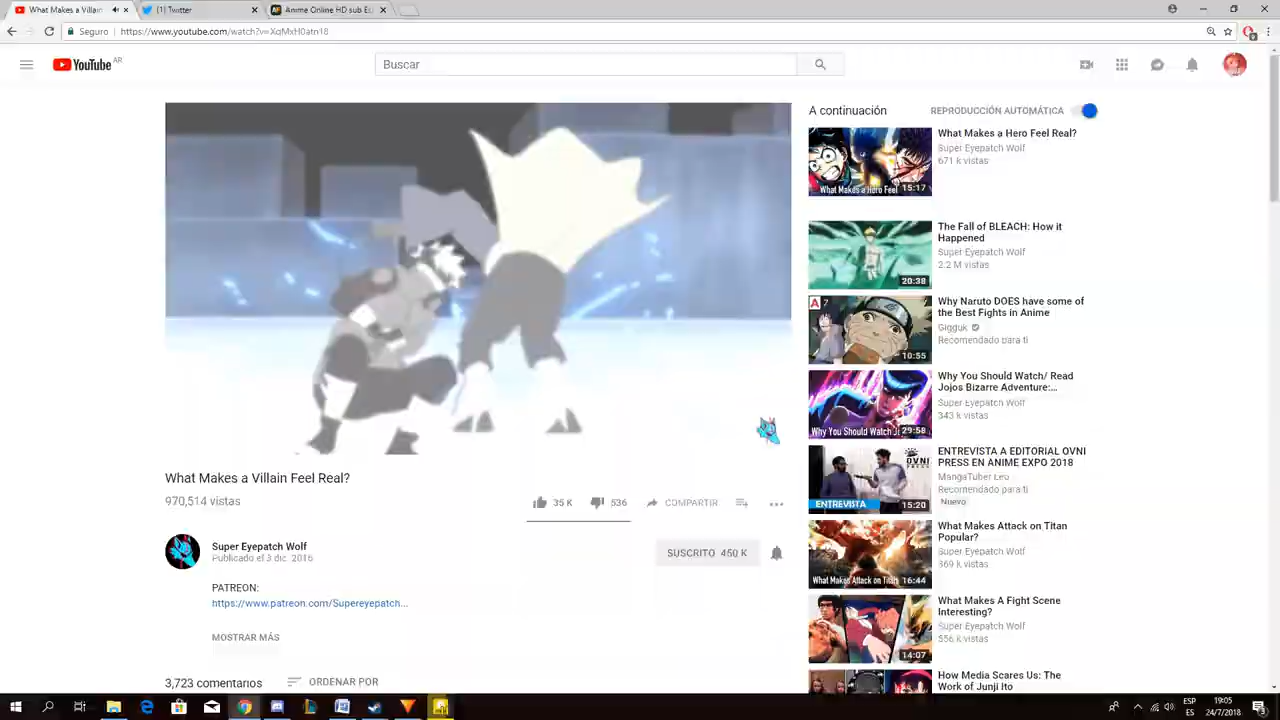 What Makes a Villain
(1) Twitter
Anime Online HD sub Es
Seguro
https://www.youtube.com/watch?v=XqMxH0atn18
YouTube AR
Buscar
A continuación
REPRODUCCIÓN AUTOMÁTICA
What Makes a Hero Feel
15:17
What Makes a Hero Feel Real?
Super Eyepatch Wolf
671 k vistas
20:38
The Fall of BLEACH: How it
Happened
Super Eyepatch Wolf
2.2 M vistas
A 7
10:55
Why Naruto DOES have some of
the Best Fights in Anime
Gigguk
Recomendado para ti
Why You Should Watch
29:58
Why You Should Watch/ Read
Jojos Bizarre Adventure:...
Super Eyepatch Wolf
343 k vistas
OVNI
PRESS
ENTREVISTA
15:20
ENTREVISTA A EDITORIAL OVNI
PRESS EN ANIME EXPO 2018
MangaTuber Leo
Recomendado para ti
Nuevo
What Makes Attack on Titan
16:44
What Makes Attack on Titan
Popular?
Super Eyepatch Wolf
369 k vistas
14:07
What Makes A Fight Scene
Interesting?
Super Eyepatch Wolf
556 k vistas
How Media Scares Us: The
Work of Junji Ito
What Makes a Villain Feel Real?
970,514 vistas
35 K
536
COMPARTIR
Super Eyepatch Wolf
Publicado el 3 dic. 2016
SUSCRITO 450 K
PATREON:
https://www.patreon.com/Supereyepatch...
MOSTRAR MÁS
3,723 comentarios
ORDENAR POR
ESP
ES
19:05
24/7/2018